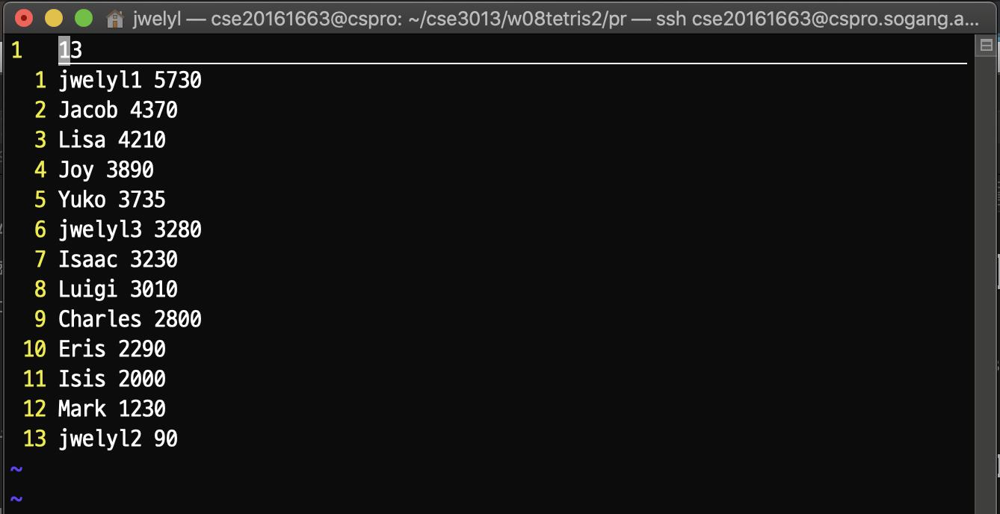 jwelyl — cse20161663@cspro: ~/cse3013/w08tetris2/pr — ssh cse20161663@cspro.sogang.a...
1 13
1 jwelyl1 5730
2 Jacob 4370
3 Lisa 4210
4 Joy 3890
5 Yuko 3735
6 jwelyl3 3280
7 Isaac 3230
8 Luigi 3010
9 Charles 2800
10 Eris 2290
11 Isis 2000
12 Mark 1230
13 jwelyl2 90
~
~